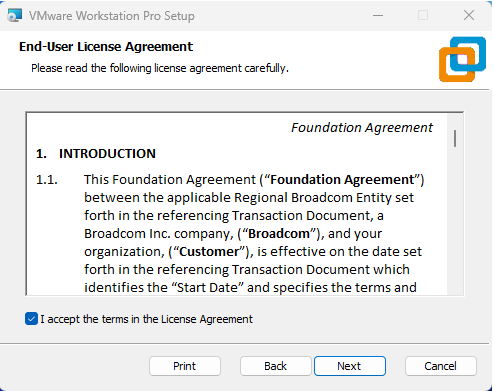 VMware Workstation Pro Setup
End-User License Agreement
Please read the following license agreement carefully.
Foundation Agreement
1. INTRODUCTION
1.1. This Foundation Agreement (“Foundation Agreement”)
between the applicable Regional Broadcom Entity set
forth in the referencing Transaction Document, a
Broadcom Inc. company, (“Broadcom”), and your
organization, (“Customer”), is effective on the date set
forth in the referencing Transaction Document which
identifies the “Start Date” and specifies the terms and
I accept the terms in the License Agreement
Print Back Next Cancel